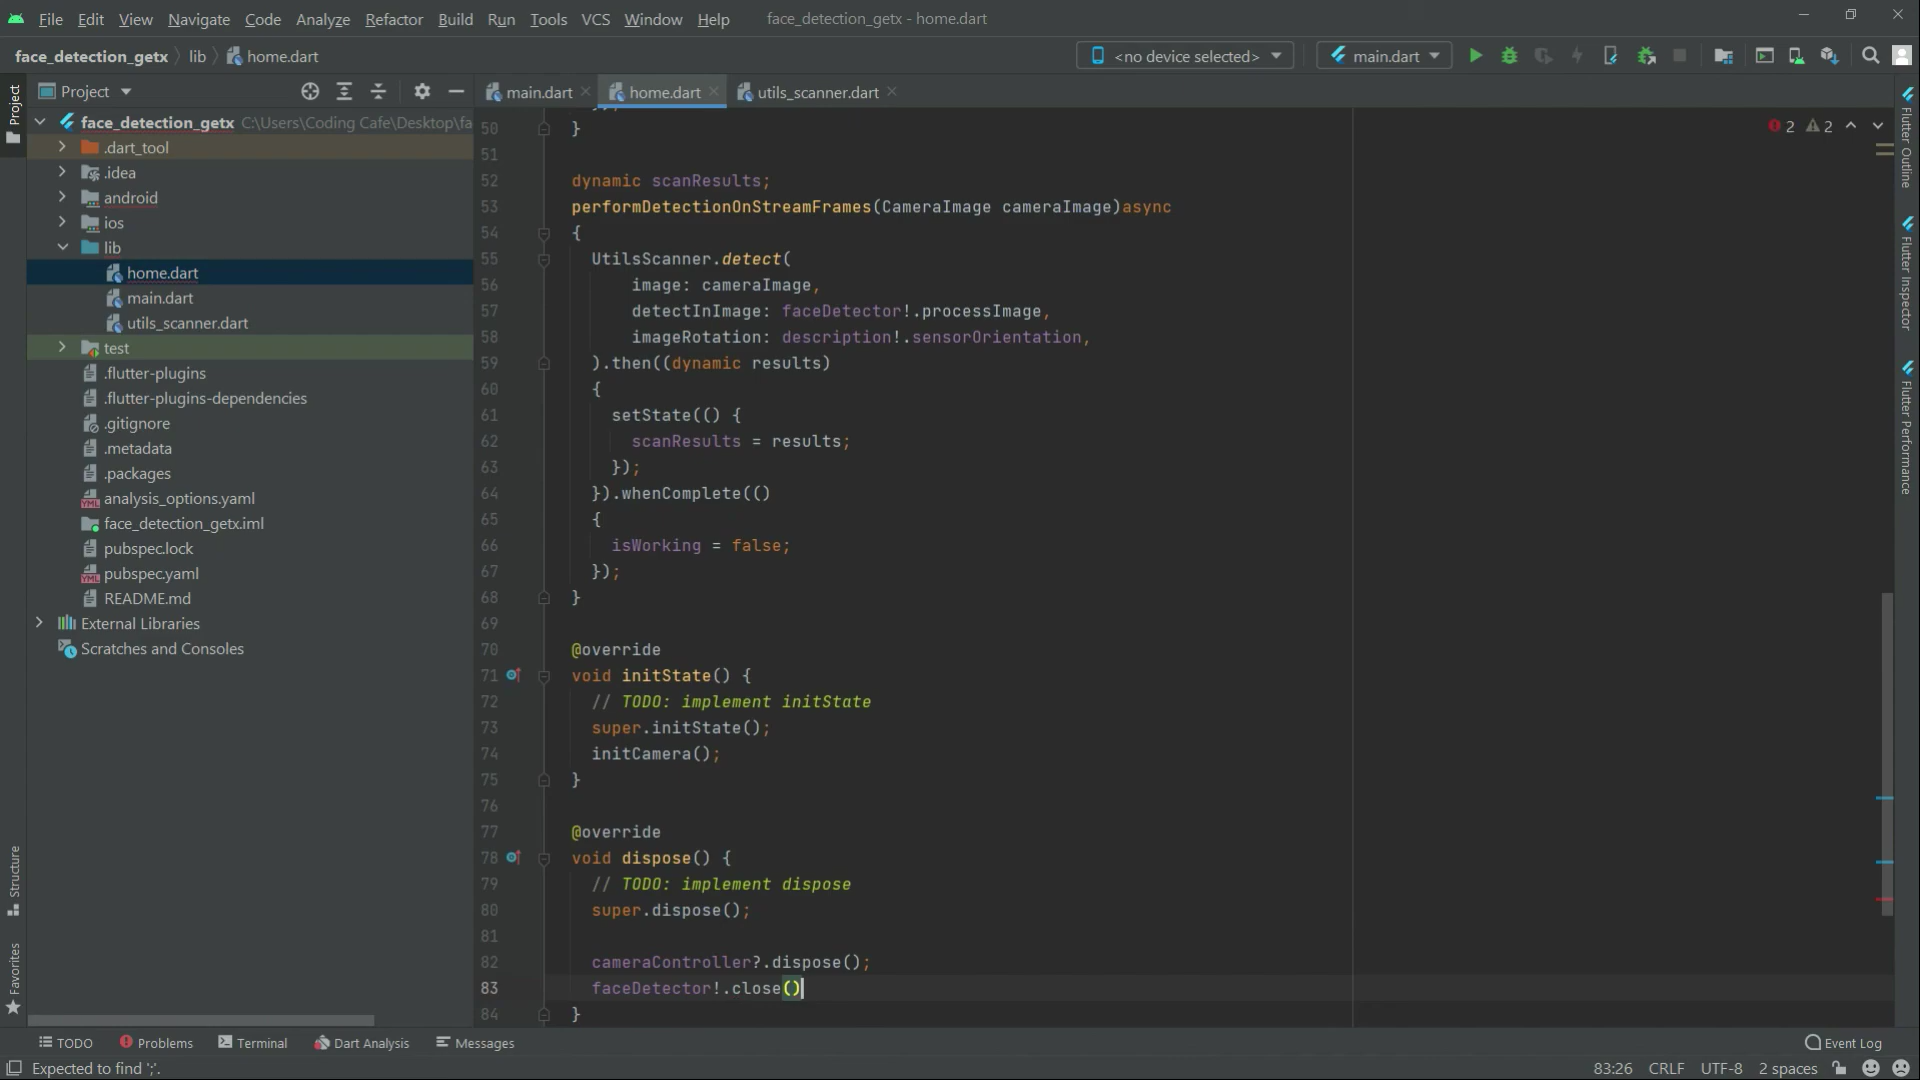 File Edit View Navigate Code Analyze Refactor Build Run Tools VCS Window Help face_detection_getx - home.dart
face_detection_getx lib home.dart <no device selected> main.dart
Project main.dart home.dart utils_scanner.dart
Project
face_detection_getx C:\Users\Coding Cafe\Desktop\fa
.dart_tool
.idea
android
ios
lib
home.dart
main.dart
utils_scanner.dart
test
.flutter-plugins
.flutter-plugins-dependencies
.gitignore
.metadata
.packages
analysis_options.yaml
face_detection_getx.iml
pubspec.lock
pubspec.yaml
README.md
External Libraries
Scratches and Consoles
Structure
Favorites
2 2
50 }
51
52 dynamic scanResults;
53 performDetectionOnStreamFrames(CameraImage cameraImage)async
54 {
55 UtilsScanner.detect(
56 image: cameraImage,
57 detectInImage: faceDetector!.processImage,
58 imageRotation: description!.sensorOrientation,
59 ).then((dynamic results)
60 {
61 setState(() {
62 scanResults = results;
63 });
64 }).whenComplete(()
65 {
66 isWorking = false;
67 });
68 }
69
70 @override
71 void initState() {
72 // TODO: implement initState
73 super.initState();
74 initCamera();
75 }
76
77 @override
78 void dispose() {
79 // TODO: implement dispose
80 super.dispose();
81
82 cameraController?.dispose();
83 faceDetector!.close()
84 }
Flutter Outline
Flutter Inspector
Flutter Performance
TODO Problems Terminal Dart Analysis Messages Event Log
Expected to find ';'. 83:26 CRLF UTF-8 2 spaces